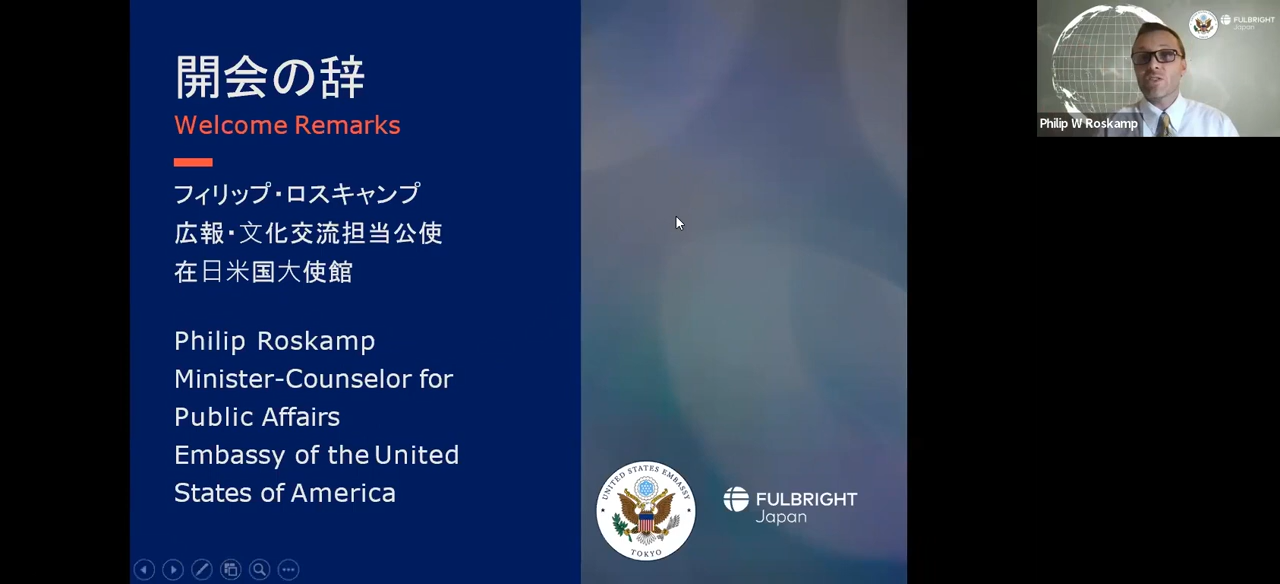 開会の辞
Welcome Remarks
フィリップ・ロスキャンプ
広報・文化交流担当公使
在日米国大使館
Philip Roskamp
Minister-Counselor for
Public Affairs
Embassy of the United
States of America
UNITED STATES EMBASSY
TOKYO
FULBRIGHT
Japan
FULBRIGHT
Japan
Philip W Roskamp